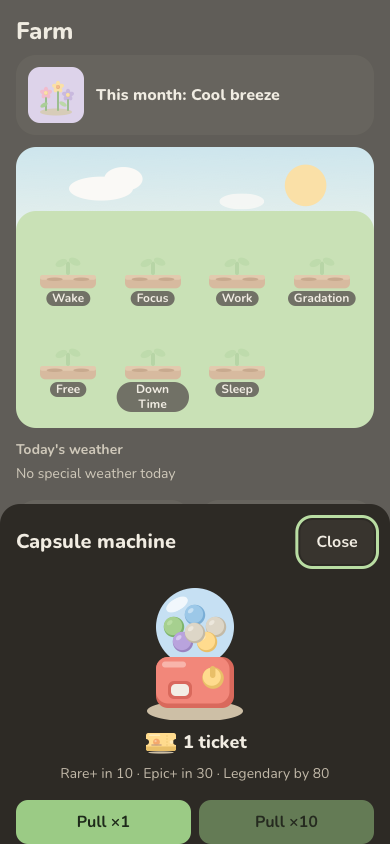 Farm
This month: Cool breeze
Wake
Focus
Work
Gradation
Free
Down
Time
Sleep
Today's weather
No special weather today
Capsule machine
Close
1 ticket
Rare+ in 10 · Epic+ in 30 · Legendary by 80
Pull ×1
Pull ×10